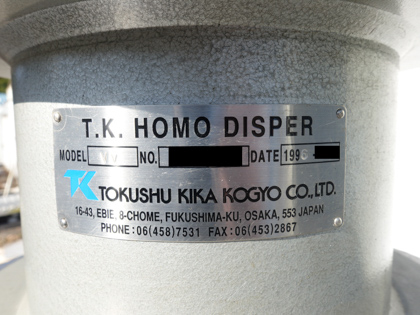 T.K. HOMO DISPER
MODEL NO. DATE 199
TK TOKUSHU KIKA KOGYO CO., LTD.
16-43, EBIE, 8-CHOME, FUKUSHIMA-KU, OSAKA, 553 JAPAN
PHONE : 06(458)7531 FAX : 06(453)2867